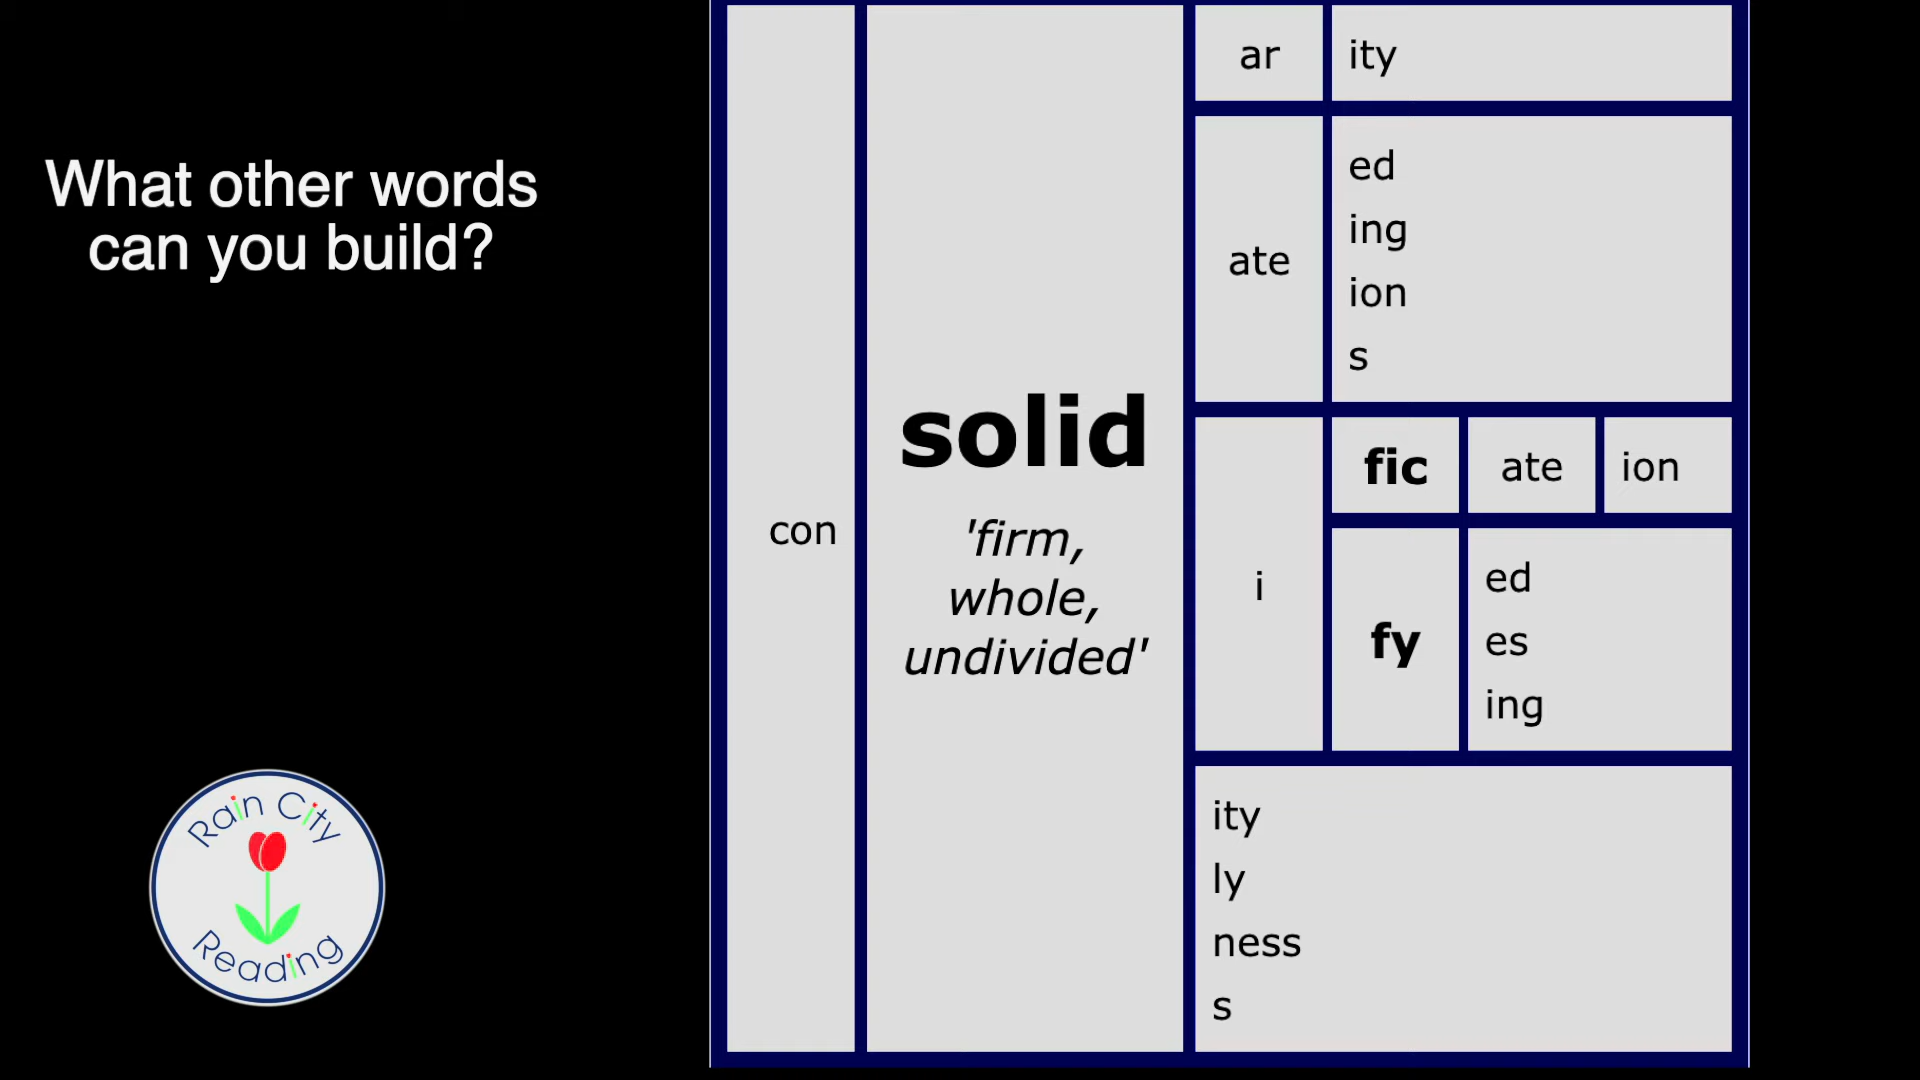 What other words
can you build?
con
solid
'firm,
whole,
undivided'
ar
ity
ate
ed
ing
ion
s
i
fic
ate
ion
fy
ed
es
ing
ity
ly
ness
s
Rain City
Reading